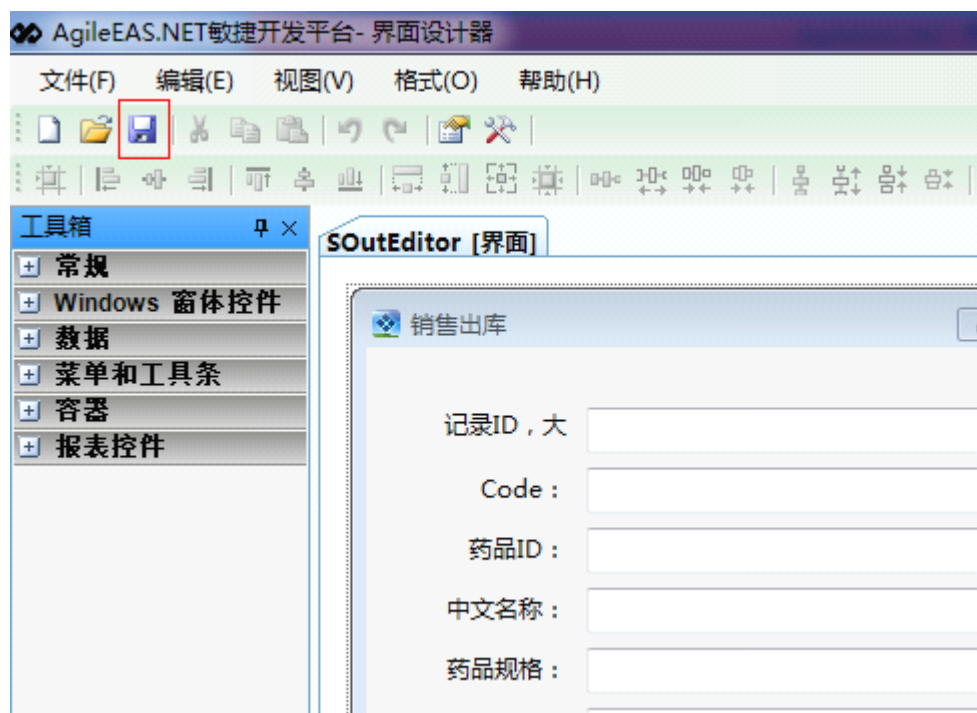 AgileEAS.NET敏捷开发平台- 界面设计器
文件(F) 编辑(E) 视图(V) 格式(O) 帮助(H)
工具箱
常规
Windows 窗体控件
数据
菜单和工具条
容器
报表控件
SOutEditor [界面]
销售出库
记录ID，大
Code：
药品ID：
中文名称：
药品规格：